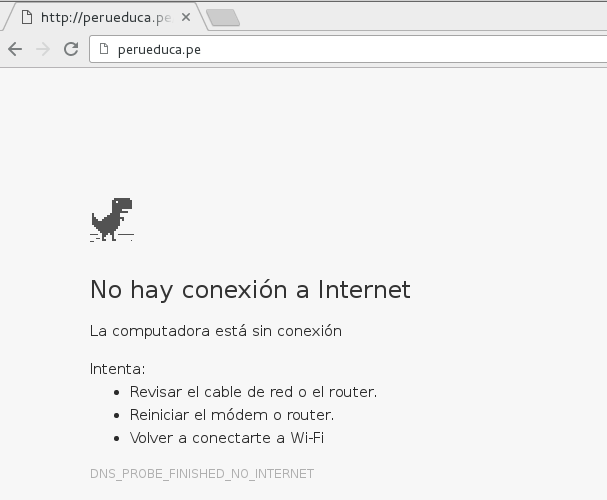 http://perueduca.pe
perueduca.pe
No hay conexión a Internet
La computadora está sin conexión
Intenta:
Revisar el cable de red o el router.
Reiniciar el módem o router.
Volver a conectarte a Wi-Fi
DNS_PROBE_FINISHED_NO_INTERNET